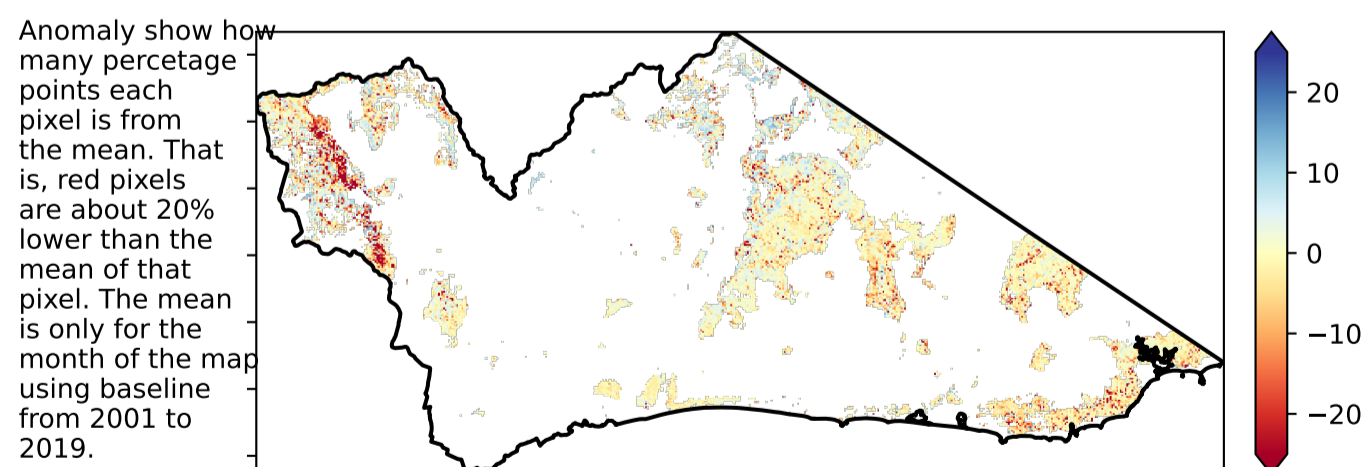 Anomaly show how
many percetage
points each
pixel is from
the mean. That
is, red pixels
are about 20%
lower than the
mean of that
pixel. The mean
is only for the
month of the map
using baseline
from 2001 to
2019.
20
10
0
−10
−20